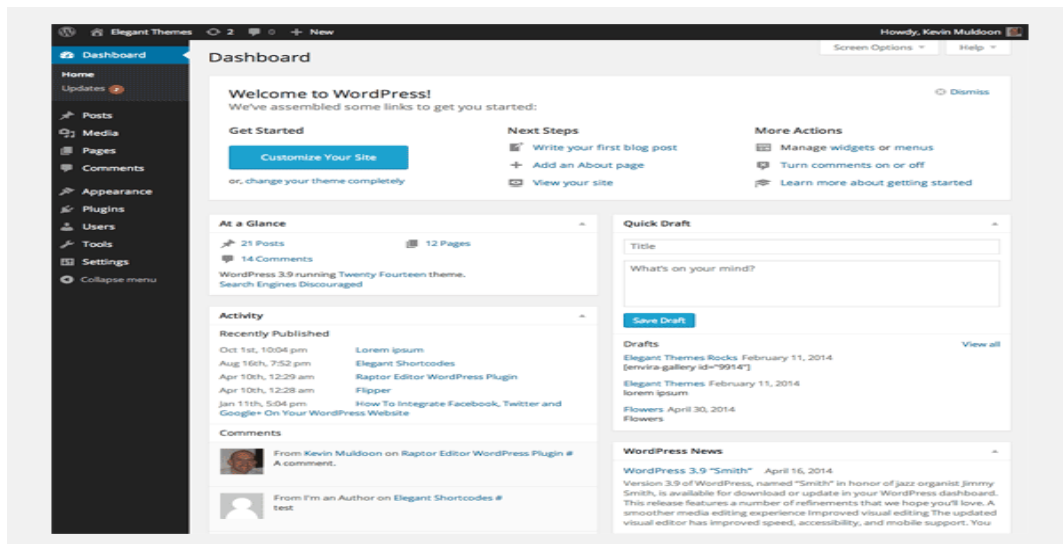 Elegant Themes 2 0 + New
Howdy, Kevin Muldoon
Dashboard
Home
Updates
Posts
Media
Pages
Comments
Appearance
Plugins
Users
Tools
Settings
Collapse menu
Screen Options
Help
Dashboard
Welcome to WordPress!
We've assembled some links to get you started:
Dismiss
Get Started
Customize Your Site
or, change your theme completely
Next Steps
Write your first blog post
Add an About page
View your site
More Actions
Manage widgets or menus
Turn comments on or off
Learn more about getting started
At a Glance
21 Posts
12 Pages
14 Comments
WordPress 3.9 running Twenty Fourteen theme.
Search Engines Discouraged
Activity
Recently Published
Oct 1st, 10:04 pm Lorem ipsum
Aug 16th, 7:52 pm Elegant Shortcodes
Apr 10th, 12:29 am Raptor Editor WordPress Plugin
Apr 10th, 12:28 am Flipper
Jan 11th, 5:04 pm How To Integrate Facebook, Twitter and
Google+ On Your WordPress Website
Comments
From Kevin Muldoon on Raptor Editor WordPress Plugin #
A comment.
From I'm an Author on Elegant Shortcodes #
test
Quick Draft
Title
What's on your mind?
Save Draft
Drafts
View all
Elegant Themes Rocks February 11, 2014
[envira-gallery id="9914"]
Elegant Themes February 11, 2014
lorem ipsum
Flowers April 30, 2014
Flowers
WordPress News
WordPress 3.9 "Smith" April 16, 2014
Version 3.9 of WordPress, named "Smith" in honor of jazz organist Jimmy
Smith, is available for download or update in your WordPress dashboard.
This release features a number of refinements that we hope you'll love. A
smoother media editing experience Improved visual editing The updated
visual editor has improved speed, accessibility, and mobile support. You